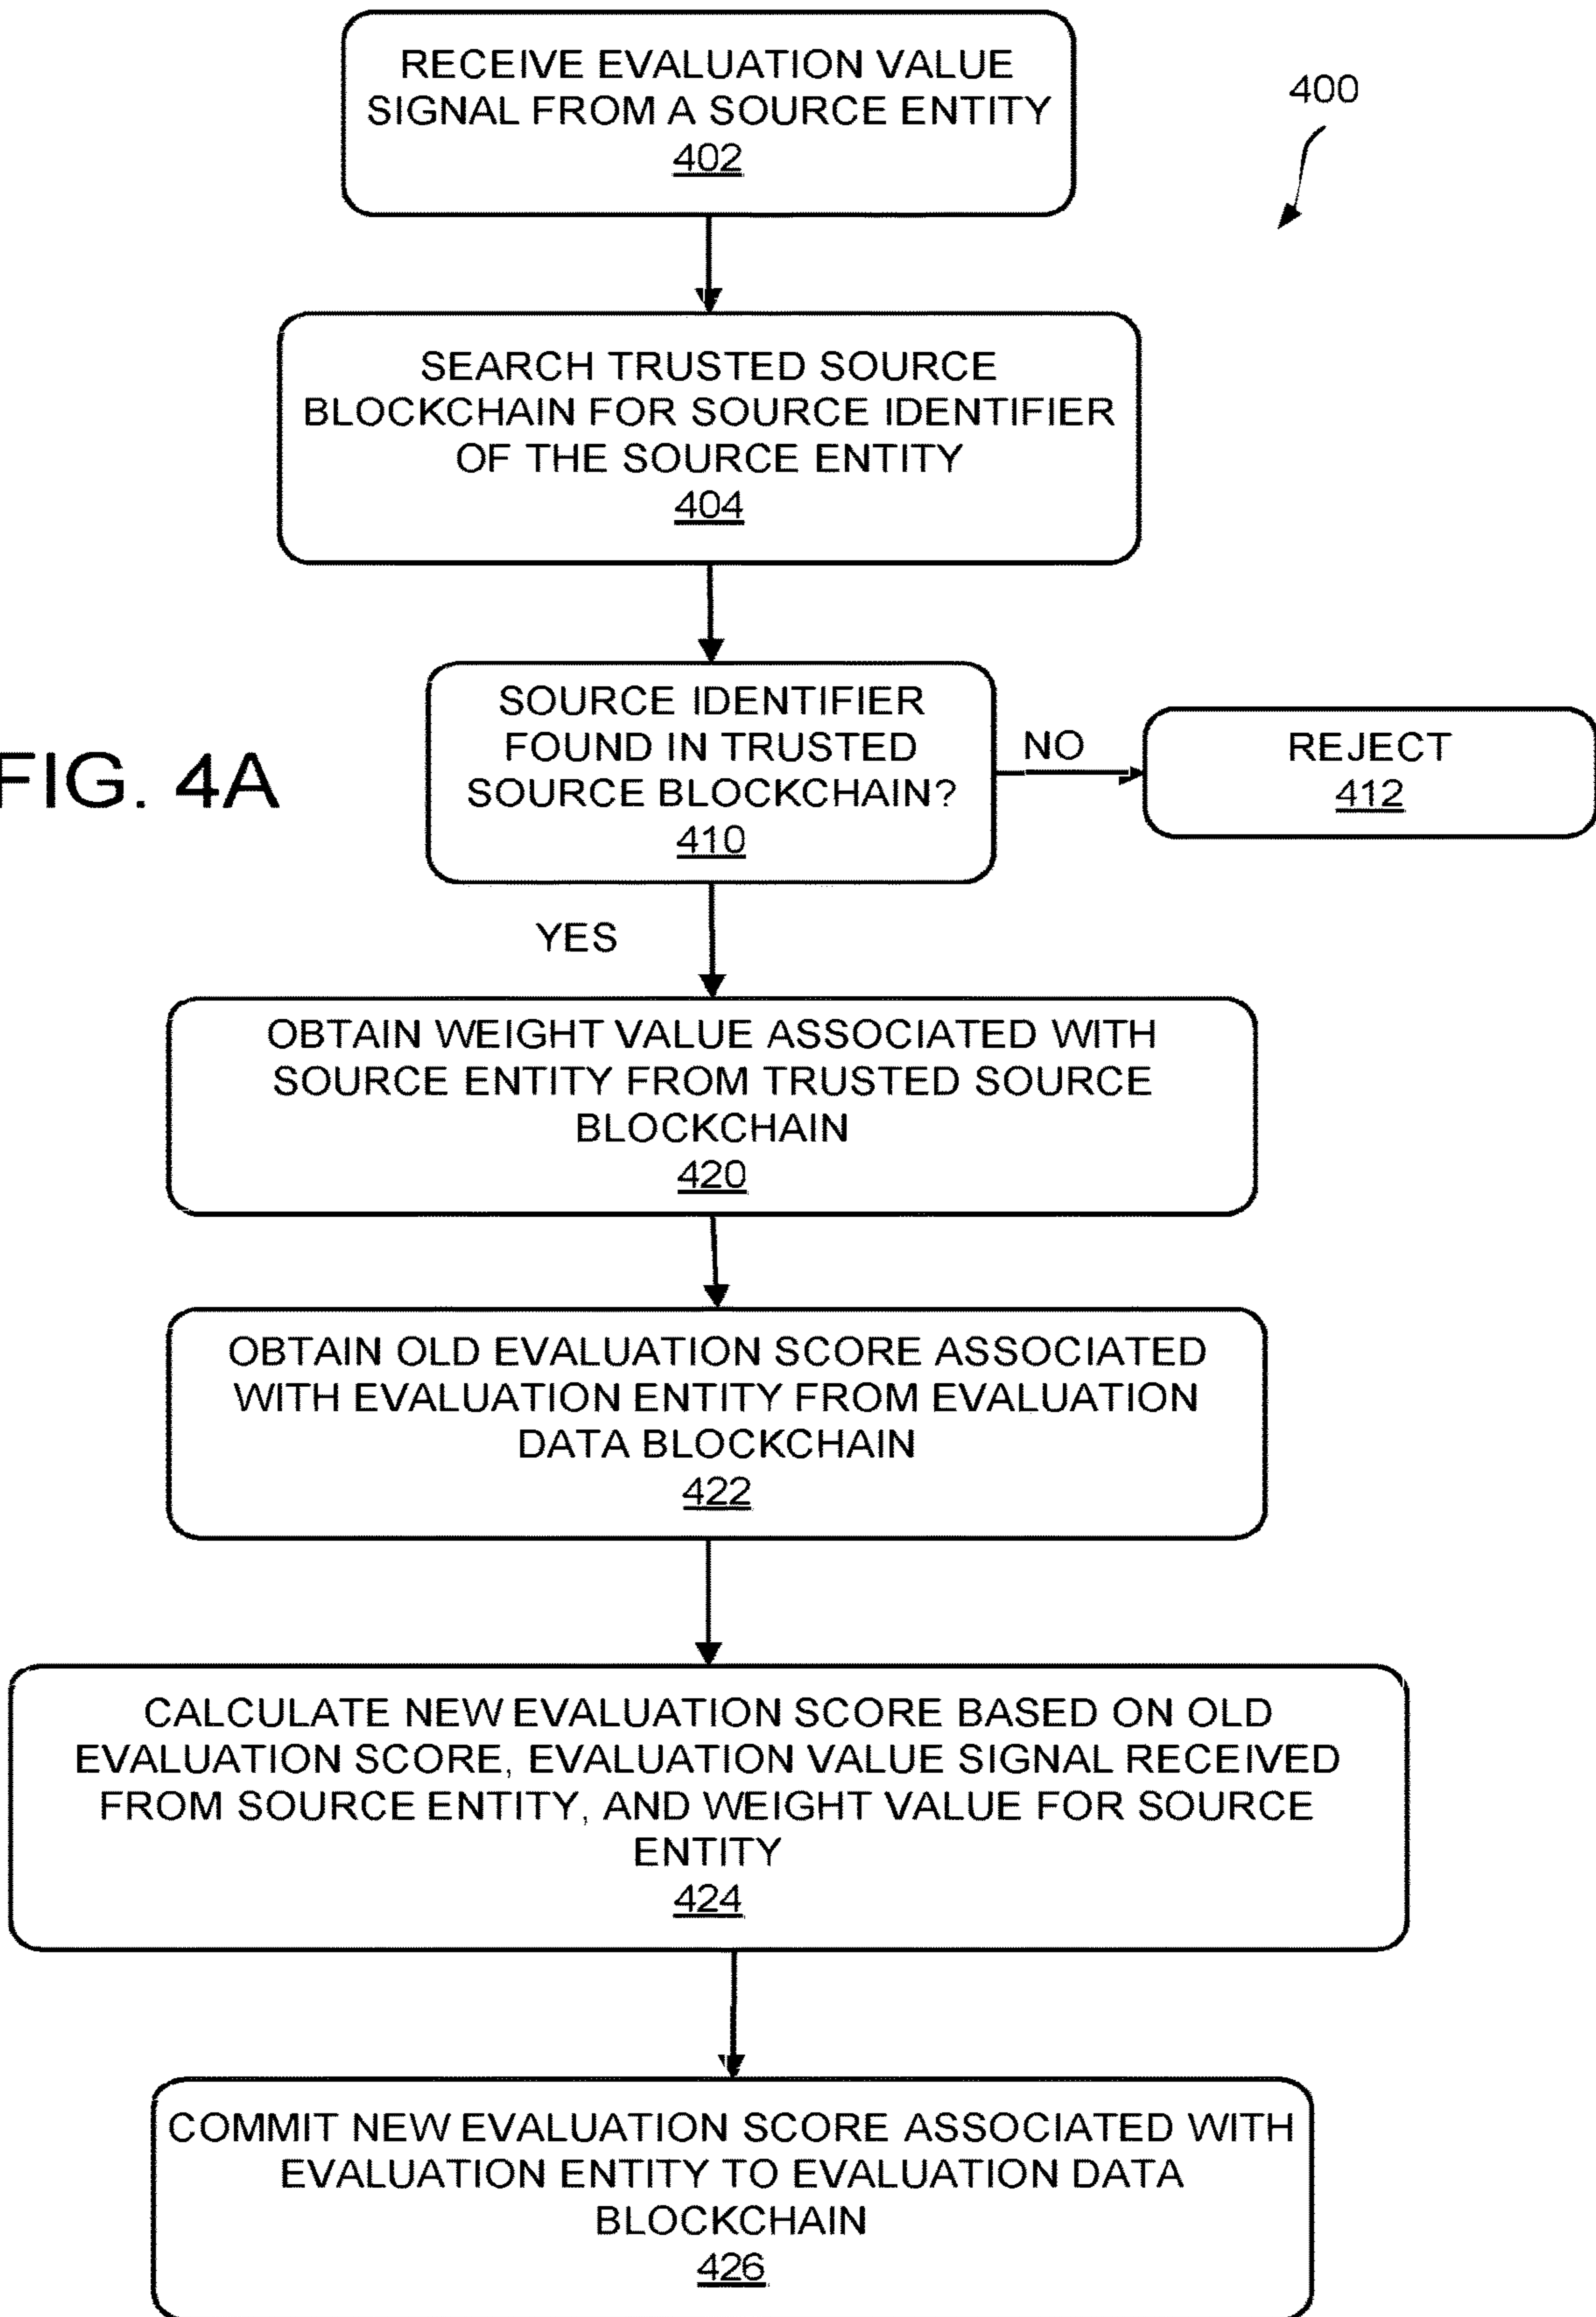 RECEIVE EVALUATION VALUE
SIGNAL FROM A SOURCE ENTITY
402
400
SEARCH TRUSTED SOURCE
BLOCKCHAIN FOR SOURCE IDENTIFIER
OF THE SOURCE ENTITY
404
SOURCE IDENTIFIER
FOUND IN TRUSTED
SOURCE BLOCKCHAIN?
410
NO
REJECT
412
FIG. 4A
YES
OBTAIN WEIGHT VALUE ASSOCIATED WITH
SOURCE ENTITY FROM TRUSTED SOURCE
BLOCKCHAIN
420
OBTAIN OLD EVALUATION SCORE ASSOCIATED
WITH EVALUATION ENTITY FROM EVALUATION
DATA BLOCKCHAIN
422
CALCULATE NEW EVALUATION SCORE BASED ON OLD
EVALUATION SCORE, EVALUATION VALUE SIGNAL RECEIVED
FROM SOURCE ENTITY, AND WEIGHT VALUE FOR SOURCE
ENTITY
424
COMMIT NEW EVALUATION SCORE ASSOCIATED WITH
EVALUATION ENTITY TO EVALUATION DATA
BLOCKCHAIN
426